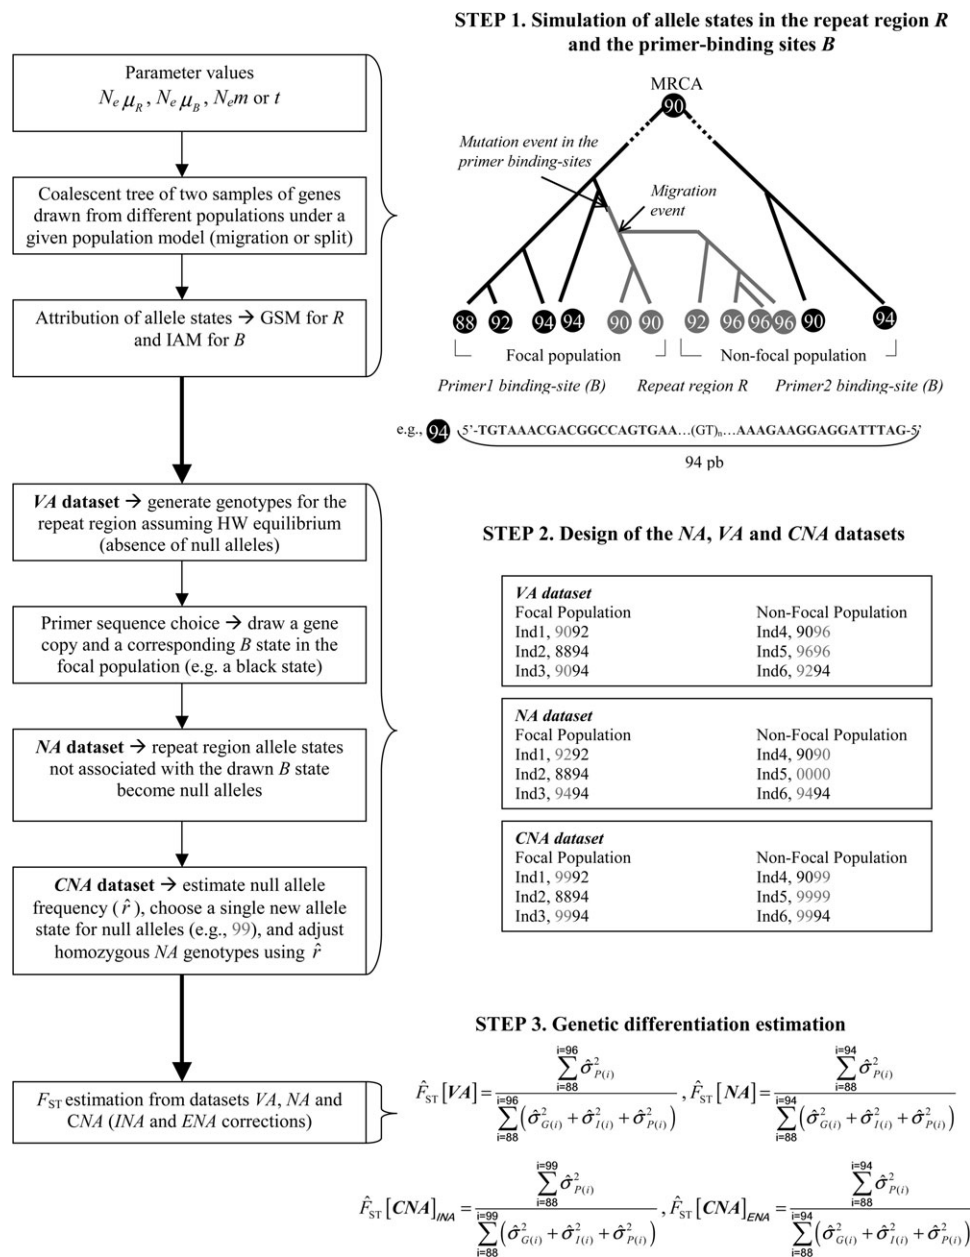 STEP 1. Simulation of allele states in the repeat region R
and the primer-binding sites B
Parameter values
Nₑ μ_R , Nₑ μ_B , Nₑm or t
Coalescent tree of two samples of genes
drawn from different populations under a
given population model (migration or split)
Attribution of allele states → GSM for R
and IAM for B
VA dataset → generate genotypes for the
repeat region assuming HW equilibrium
(absence of null alleles)
Primer sequence choice → draw a gene
copy and a corresponding B state in the
focal population (e.g. a black state)
NA dataset → repeat region allele states
not associated with the drawn B state
become null alleles
CNA dataset → estimate null allele
frequency ( r̂ ), choose a single new allele
state for null alleles (e.g., 99), and adjust
homozygous NA genotypes using r̂
F_ST estimation from datasets VA, NA and
CNA (INA and ENA corrections)
MRCA
90
Mutation event in the
primer binding-sites
Migration
event
88 92 94 94 90 90 92 96 96 96 90 94
Focal population Non-focal population
Primer1 binding-site (B) Repeat region R Primer2 binding-site (B)
e.g., 94 5’-TGTAAACGACGGCCAGTGAA…(GT)ₙ…AAAGAAGGAGGATTTAG-5’
94 pb
STEP 2. Design of the NA, VA and CNA datasets
VA dataset
Focal Population Non-Focal Population
Ind1, 9092 Ind4, 9096
Ind2, 8894 Ind5, 9696
Ind3, 9094 Ind6, 9294
NA dataset
Focal Population Non-Focal Population
Ind1, 9292 Ind4, 9090
Ind2, 8894 Ind5, 0000
Ind3, 9494 Ind6, 9494
CNA dataset
Focal Population Non-Focal Population
Ind1, 9992 Ind4, 9099
Ind2, 8894 Ind5, 9999
Ind3, 9994 Ind6, 9994
STEP 3. Genetic differentiation estimation
F̂_ST [VA] = ∑_{i=88}^{i=96} σ̂²_P(i) / ∑_{i=88}^{i=96} (σ̂²_G(i) + σ̂²_I(i) + σ̂²_P(i)) , F̂_ST [NA] = ∑_{i=88}^{i=94} σ̂²_P(i) / ∑_{i=88}^{i=94} (σ̂²_G(i) + σ̂²_I(i) + σ̂²_P(i))
F̂_ST [CNA]_INA = ∑_{i=88}^{i=99} σ̂²_P(i) / ∑_{i=88}^{i=99} (σ̂²_G(i) + σ̂²_I(i) + σ̂²_P(i)) , F̂_ST [CNA]_ENA = ∑_{i=88}^{i=94} σ̂²_P(i) / ∑_{i=88}^{i=94} (σ̂²_G(i) + σ̂²_I(i) + σ̂²_P(i))